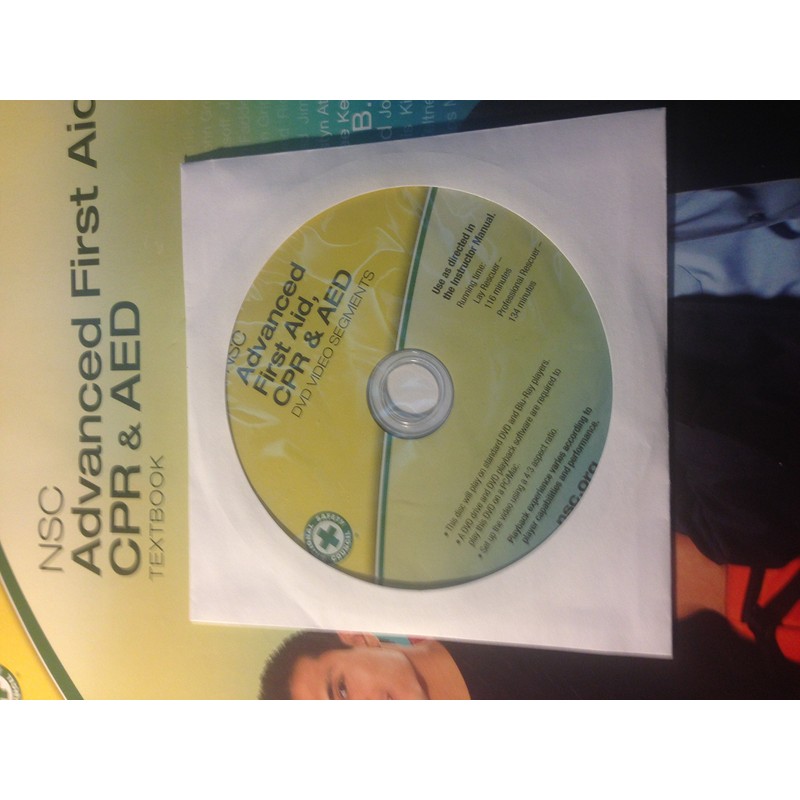 NSC
Advanced First Aid
CPR & AED
TEXTBOOK
NSC
Advanced
First Aid,
CPR & AED
DVD VIDEO SEGMENTS
Use as directed in
the Instructor Manual.
Running time:
Lay Rescuer –
116 minutes
Professional Rescuer –
134 minutes
• This disc will play on standard DVD and Blu-Ray players.
• A DVD drive and DVD playback software are required to
play this DVD on a PC/Mac.
• Set up the video using a 4:3 aspect ratio.
Playback experience varies according to
player capabilities and performance.
nsc.org
SAFETY
COUNCIL